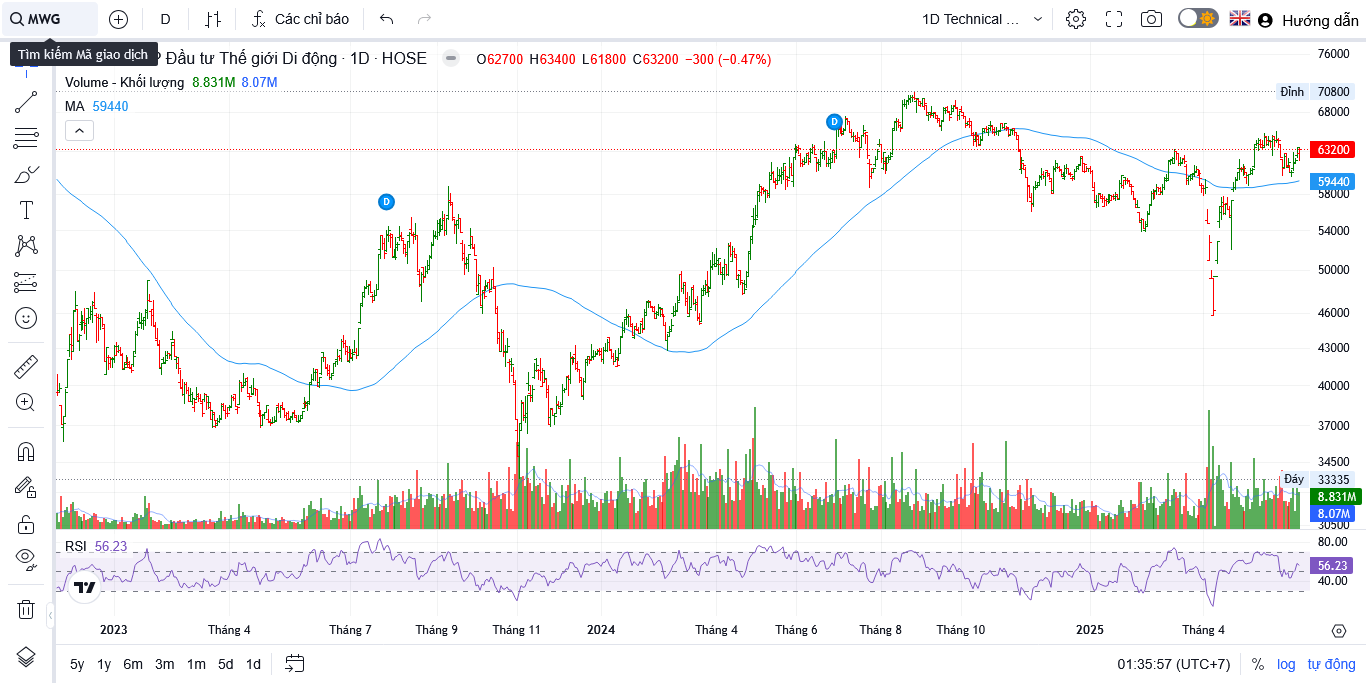 MWG D Các chỉ báo 1D Technical ... Hướng dẫn
Tìm kiếm Mã giao dịch
P Đầu tư Thế giới Di động · 1D · HOSE O62700 H63400 L61800 C63200 −300 (−0.47%)
Volume - Khối lượng 8.831M 8.07M
MA 59440
D
D
76000
Đỉnh 70800
68000
63200
59440
58000
54000
50000
46000
43000
40000
37000
34500
Đáy 33335
8.831M
8.07M
30500
RSI 56.23
80.00
56.23
40.00
2023 Tháng 4 Tháng 7 Tháng 9 Tháng 11 2024 Tháng 4 Tháng 6 Tháng 8 Tháng 10 2025 Tháng 4
5y 1y 6m 3m 1m 5d 1d 01:35:57 (UTC+7) % log tự động